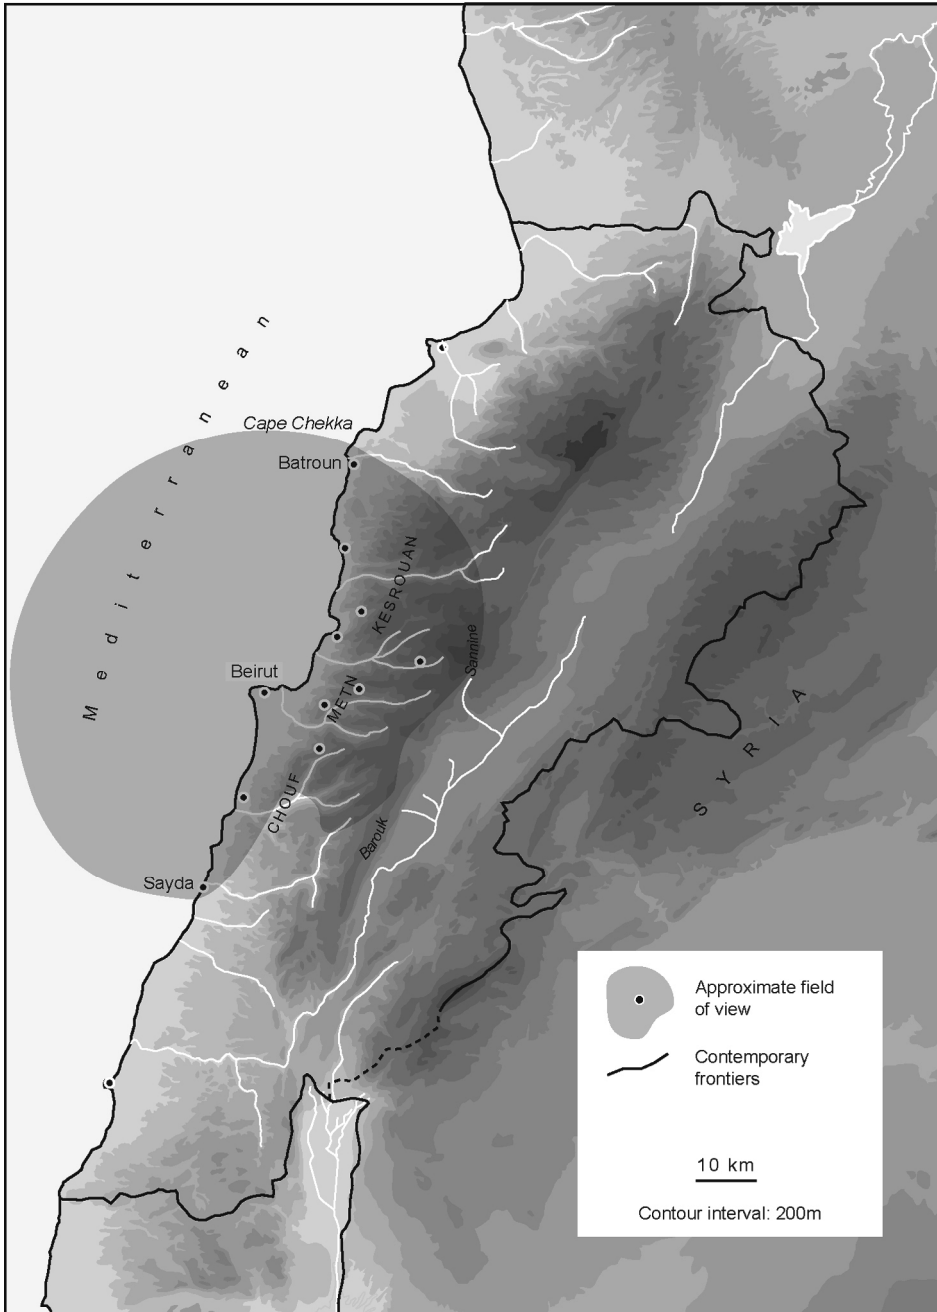 Mediterranean
Cape Chekka
Batroun
KESROUAN
Sannine
Beirut
METN
SYRIA
CHOUF
Barouk
Sayda
Approximate field
of view
Contemporary
frontiers
10 km
Contour interval: 200m